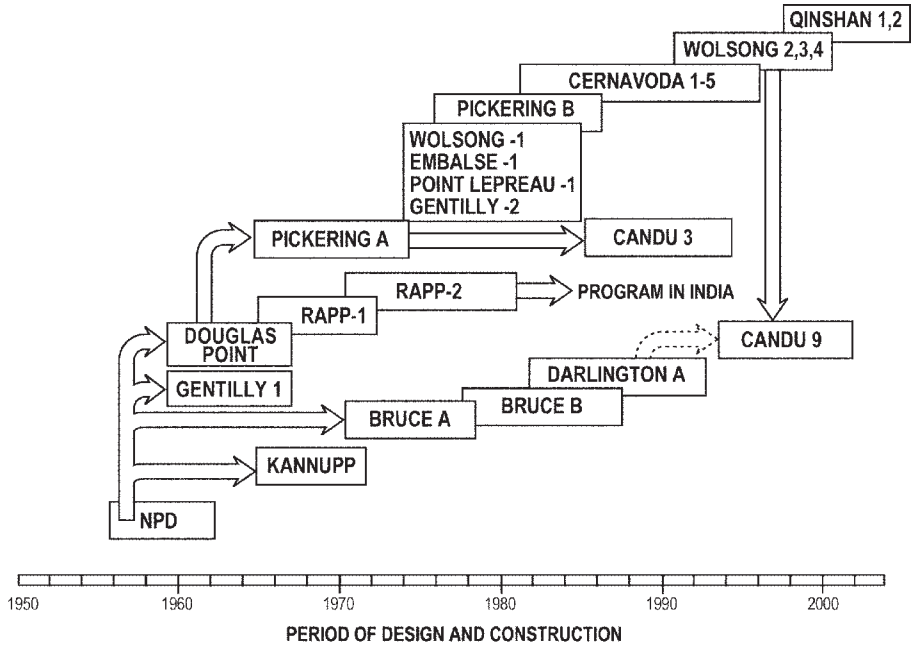 QINSHAN 1,2
WOLSONG 2,3,4
CERNAVODA 1-5
PICKERING B
WOLSONG -1
EMBALSE -1
POINT LEPREAU -1
GENTILLY -2
PICKERING A
CANDU 3
RAPP-2
PROGRAM IN INDIA
RAPP-1
DOUGLAS
POINT
CANDU 9
DARLINGTON A
GENTILLY 1
BRUCE B
BRUCE A
KANNUPP
NPD
1950 1960 1970 1980 1990 2000
PERIOD OF DESIGN AND CONSTRUCTION